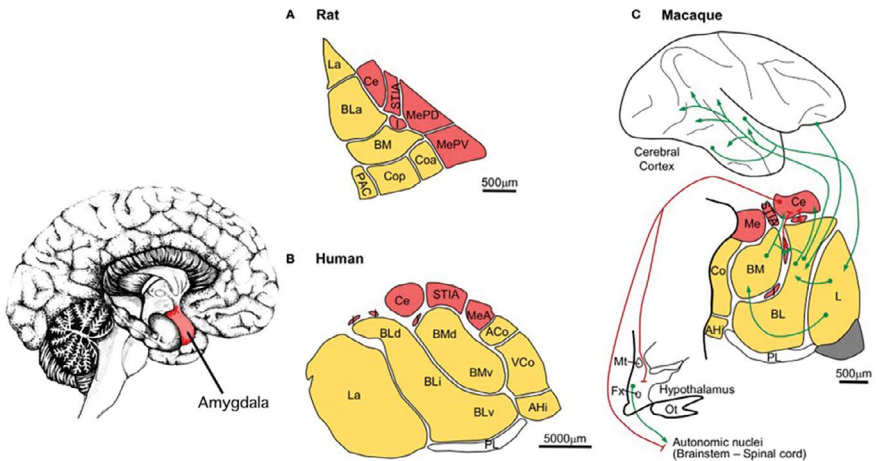 Amygdala
A Rat
La
Ce
STIA
BLa
I
MePD
BM
MePV
Coa
PAC
Cop
500µm
B Human
Ce
STIA
MeA
BLd
BMd
ACo
VCo
BMv
La
BLi
BLv
AHi
PL
5000µm
C Macaque
Cerebral
Cortex
Ce
STIA
Me
Co
BM
L
I
BL
AHi
PL
500µm
Mt
Fx
Hypothalamus
Ot
Autonomic nuclei
(Brainstem – Spinal cord)